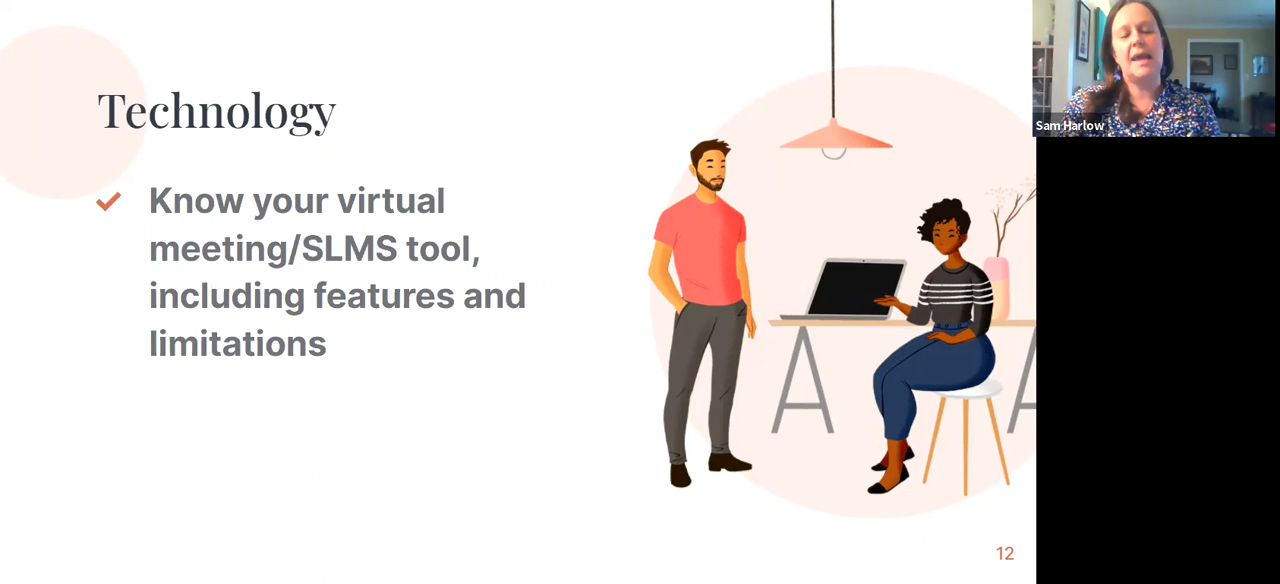 Technology
Know your virtual
meeting/SLMS tool,
including features and
limitations
12
Sam Harlow